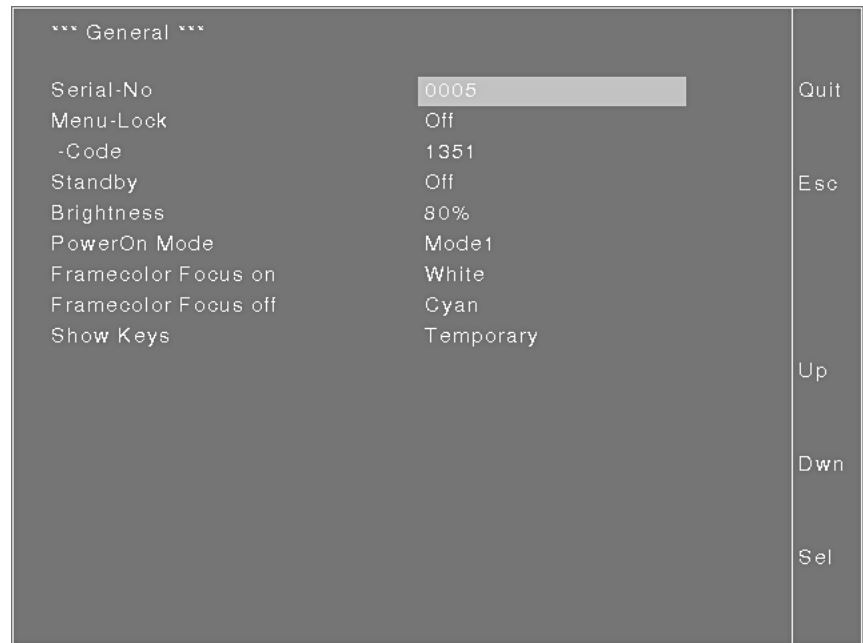 *** General ***
Serial-No 0005 Quit
Menu-Lock Off
-Code 1351
Standby Off Esc
Brightness 80%
PowerOn Mode Mode1
Framecolor Focus on White
Framecolor Focus off Cyan
Show Keys Temporary
Up
Dwn
Sel